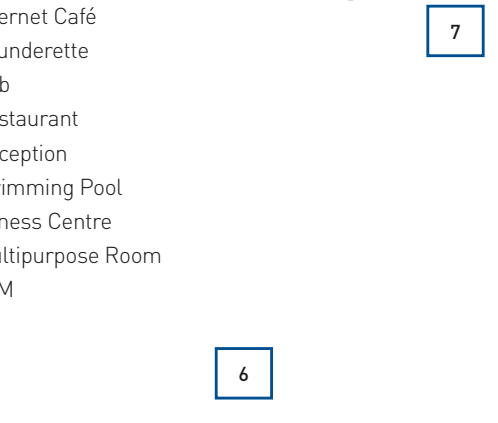 ernet Café
7
underette
b
staurant
ception
imming Pool
ness Centre
ltipurpose Room
M
6